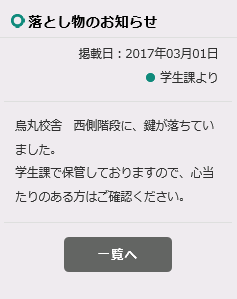 落とし物のお知らせ
掲載日：2017年03月01日
学生課より
烏丸校舎　西側階段に、鍵が落ちてい
ました。
学生課で保管しておりますので、心当
たりのある方はご確認ください。
一覧へ